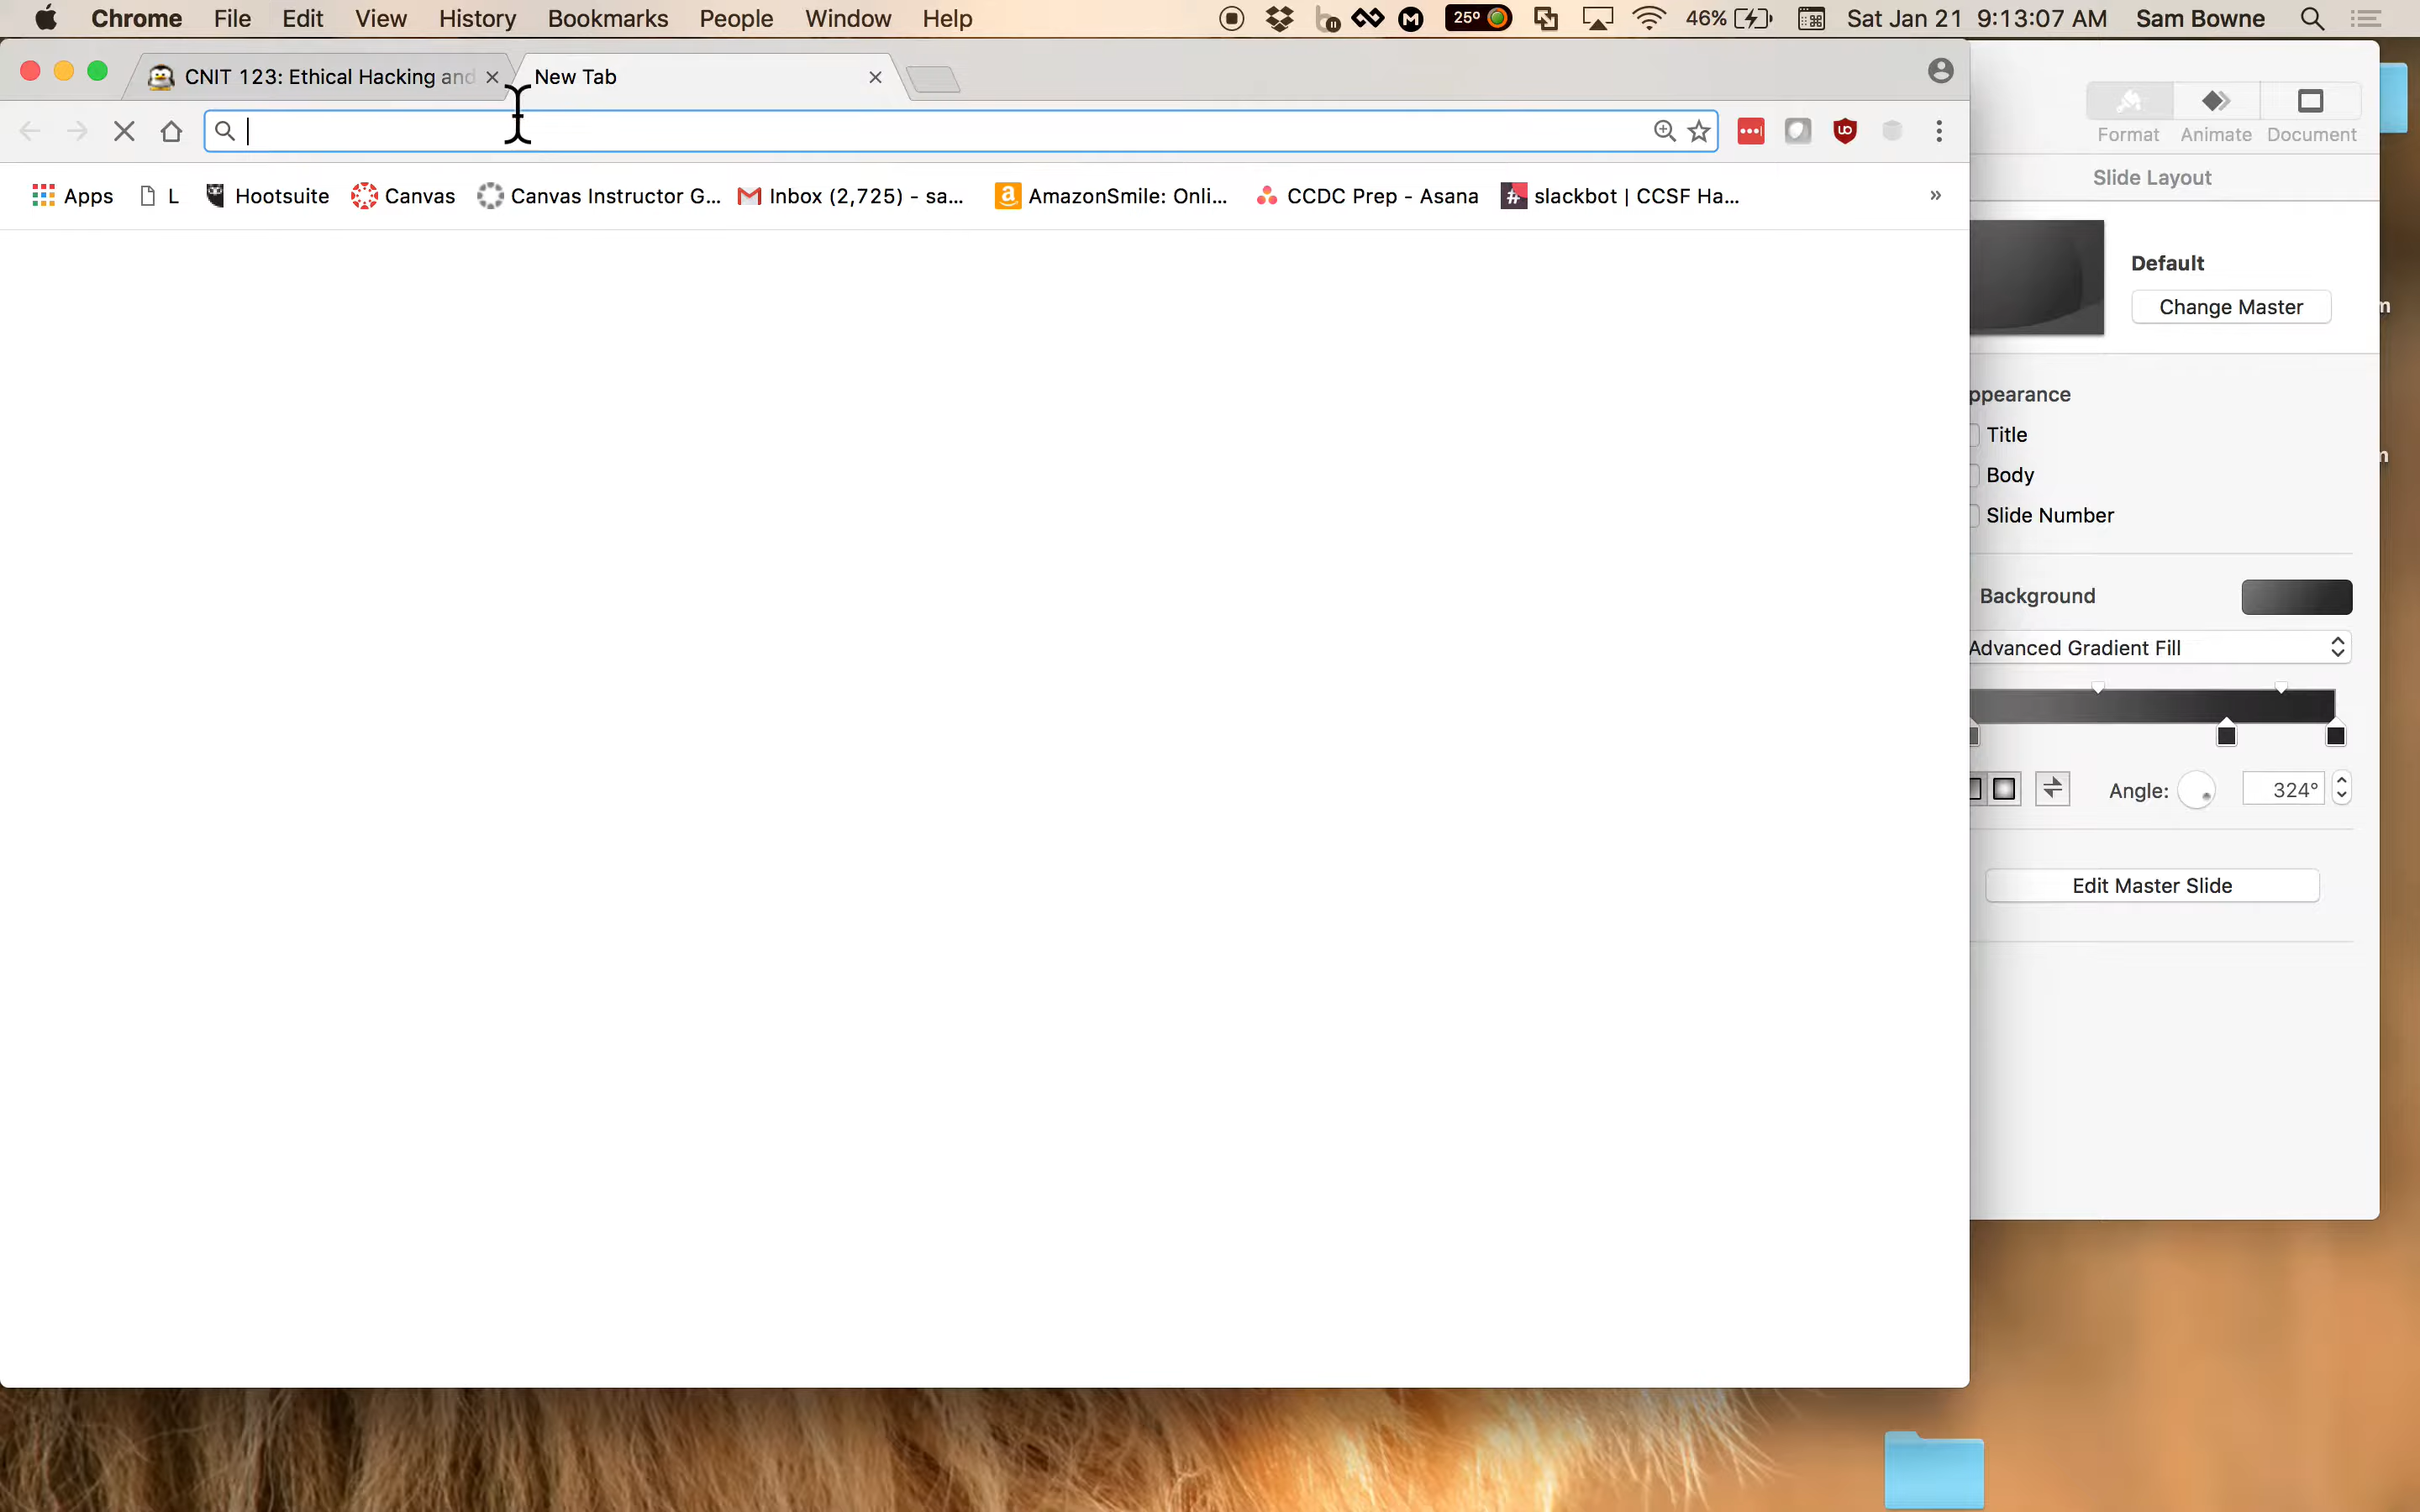 Chrome File Edit View History Bookmarks People Window Help 25° 46% Sat Jan 21 9:13:07 AM Sam Bowne
CNIT 123: Ethical Hacking and
New Tab
Format Animate Document
Apps L Hootsuite Canvas Canvas Instructor G... Inbox (2,725) - sa... AmazonSmile: Onli... CCDC Prep - Asana slackbot | CCSF Ha... »
Slide Layout
Default
Change Master
ppearance
Title
Body
Slide Number
Background
Advanced Gradient Fill
Angle: 324°
Edit Master Slide